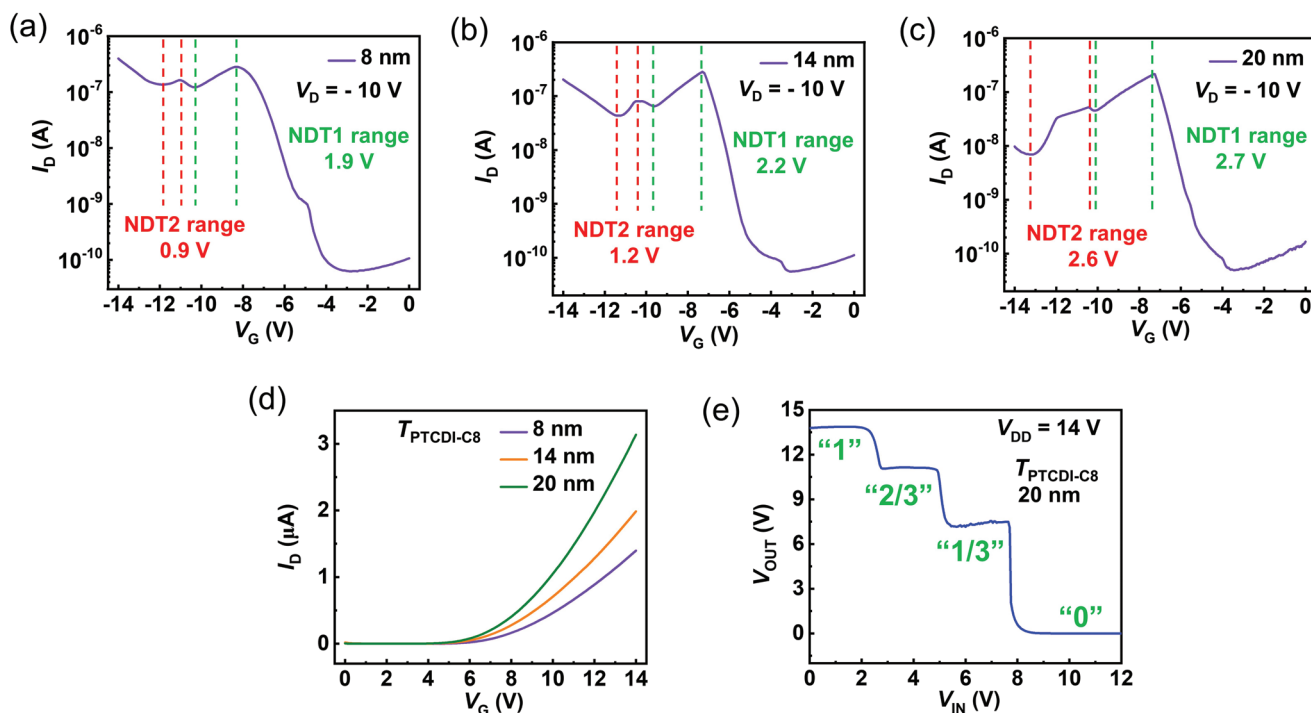 (a)
10⁻⁶
10⁻⁷
10⁻⁸
10⁻⁹
10⁻¹⁰
I_D (A)
8 nm
V_D = - 10 V
NDT1 range
1.9 V
NDT2 range
0.9 V
-14 -12 -10 -8 -6 -4 -2 0
V_G (V)
(b)
10⁻⁵
10⁻⁶
10⁻⁷
10⁻⁸
10⁻⁹
10⁻¹⁰
I_D (A)
14 nm
V_D = - 10 V
NDT1 range
2.2 V
NDT2 range
1.2 V
-14 -12 -10 -8 -6 -4 -2 0
V_G (V)
(c)
10⁻⁵
10⁻⁶
10⁻⁷
10⁻⁸
10⁻⁹
10⁻¹⁰
I_D (A)
20 nm
V_D = - 10 V
NDT1 range
2.7 V
NDT2 range
2.6 V
-14 -12 -10 -8 -6 -4 -2 0
V_G (V)
(d)
3
2
1
0
I_D (μA)
T_PTCDI-C8
8 nm
14 nm
20 nm
0 2 4 6 8 10 12 14
V_G (V)
(e)
15
12
9
6
3
0
V_OUT (V)
V_DD = 14 V
T_PTCDI-C8
20 nm
“1”
“2/3”
“1/3”
“0”
0 2 4 6 8 10 12
V_IN (V)